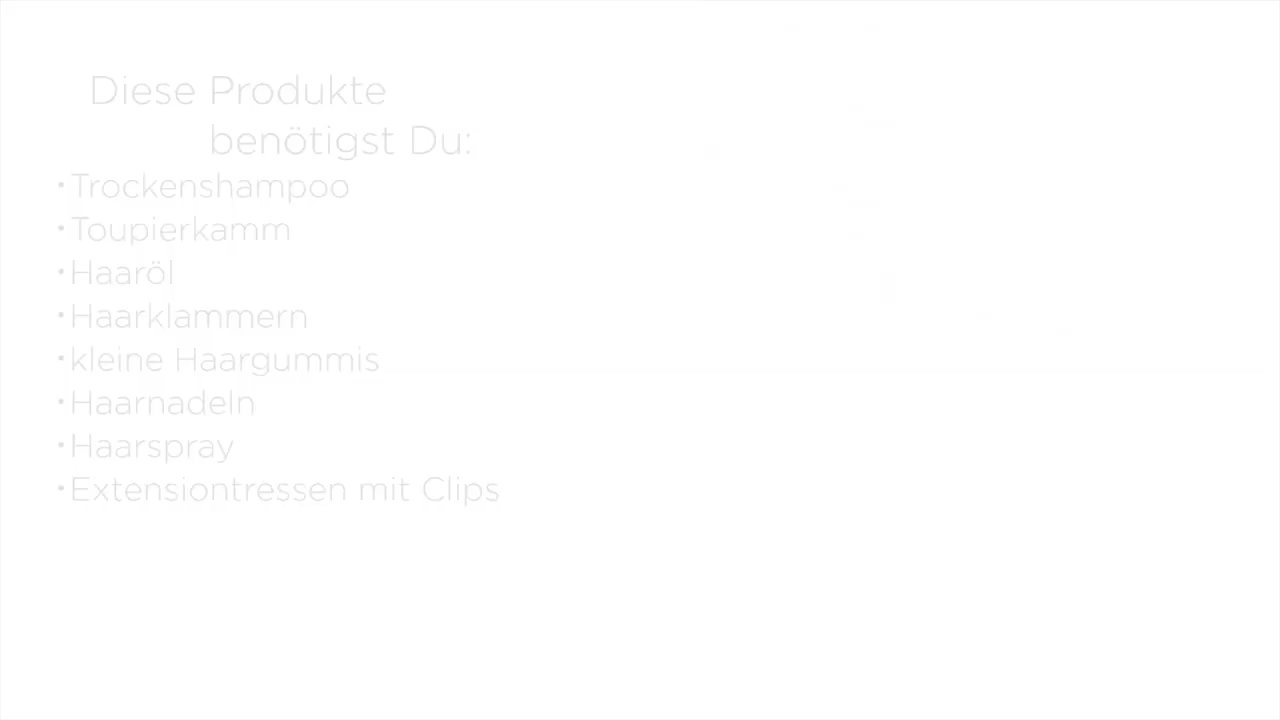 Diese Produkte
benötigst Du:
• Trockenshampoo
• Toupierkamm
• Haaröl
• Haarklammern
• kleine Haargummis
• Haarnadeln
• Haarspray
• Extensiontressen mit Clips